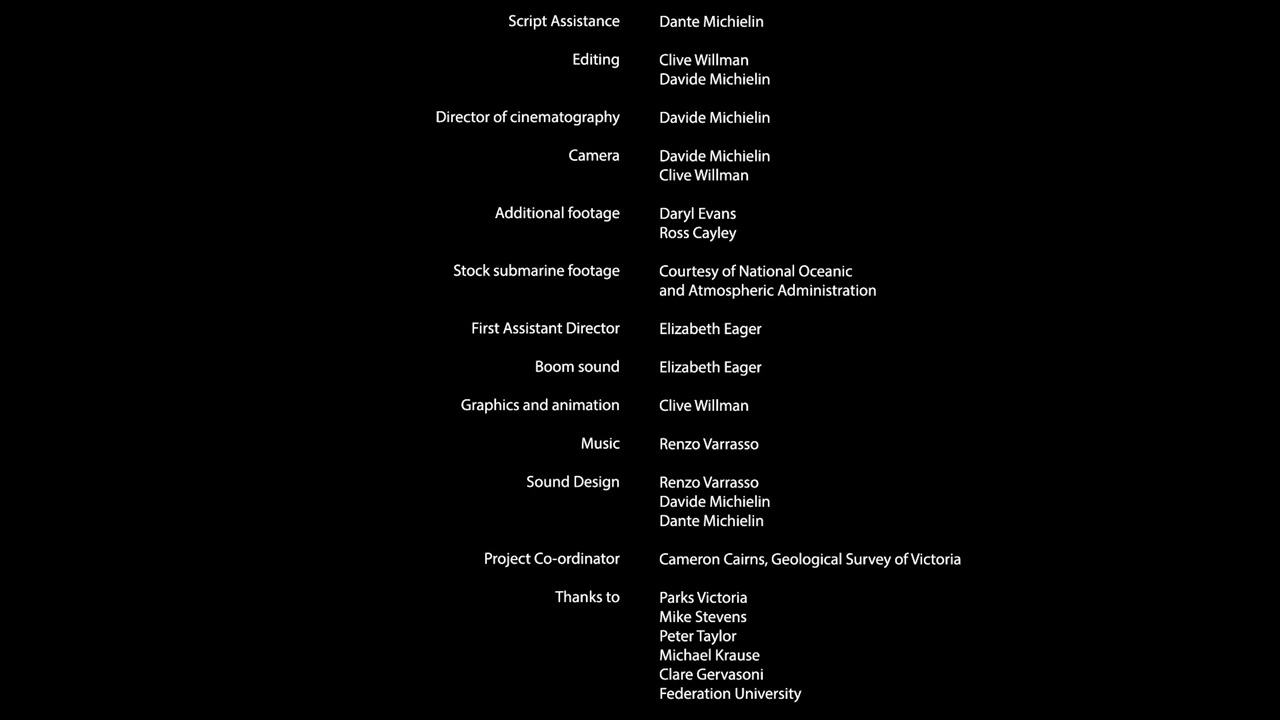 Script Assistance Dante Michielin
Editing Clive Willman
Davide Michielin
Director of cinematography Davide Michielin
Camera Davide Michielin
Clive Willman
Additional footage Daryl Evans
Ross Cayley
Stock submarine footage Courtesy of National Oceanic
and Atmospheric Administration
First Assistant Director Elizabeth Eager
Boom sound Elizabeth Eager
Graphics and animation Clive Willman
Music Renzo Varrasso
Sound Design Renzo Varrasso
Davide Michielin
Dante Michielin
Project Co-ordinator Cameron Cairns, Geological Survey of Victoria
Thanks to Parks Victoria
Mike Stevens
Peter Taylor
Michael Krause
Clare Gervasoni
Federation University